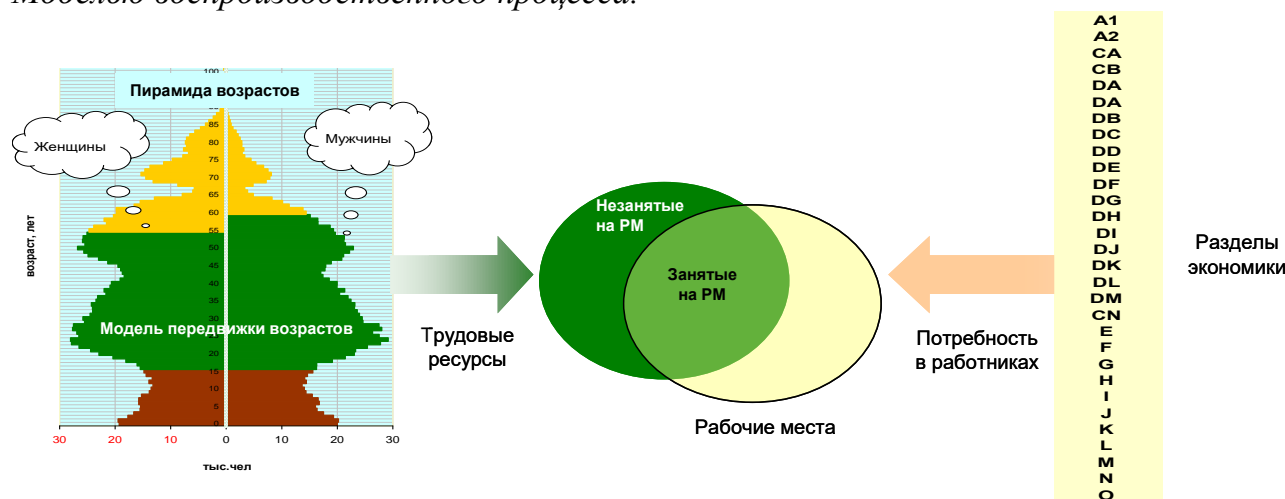 Моделью воспроизводственного процесса.
Пирамида возрастов
Женщины
Мужчины
100
85
80
75
70
65
60
55
50
45
40
35
30
25
20
15
10
5
0
возраст, лет
Модель передвижки возрастов
30 20 10 0 10 20 30
тыс.чел
Трудовые
ресурсы
Незанятые
на РМ
Занятые
на РМ
Рабочие места
Потребность
в работниках
A1
A2
CA
CB
DA
DA
DB
DC
DD
DE
DF
DG
DH
DI
DJ
DK
DL
DM
CN
E
F
G
H
I
J
K
L
M
N
O
Разделы
экономики